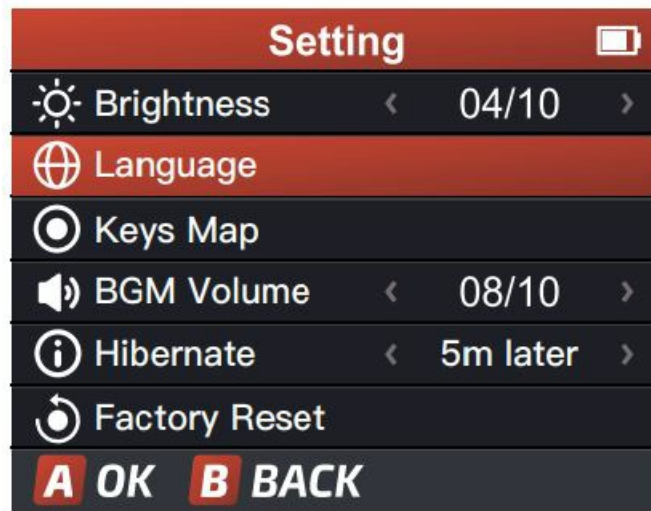 Setting
Brightness < 04/10 >
Language
Keys Map
BGM Volume < 08/10 >
Hibernate < 5m later >
Factory Reset
A OK B BACK